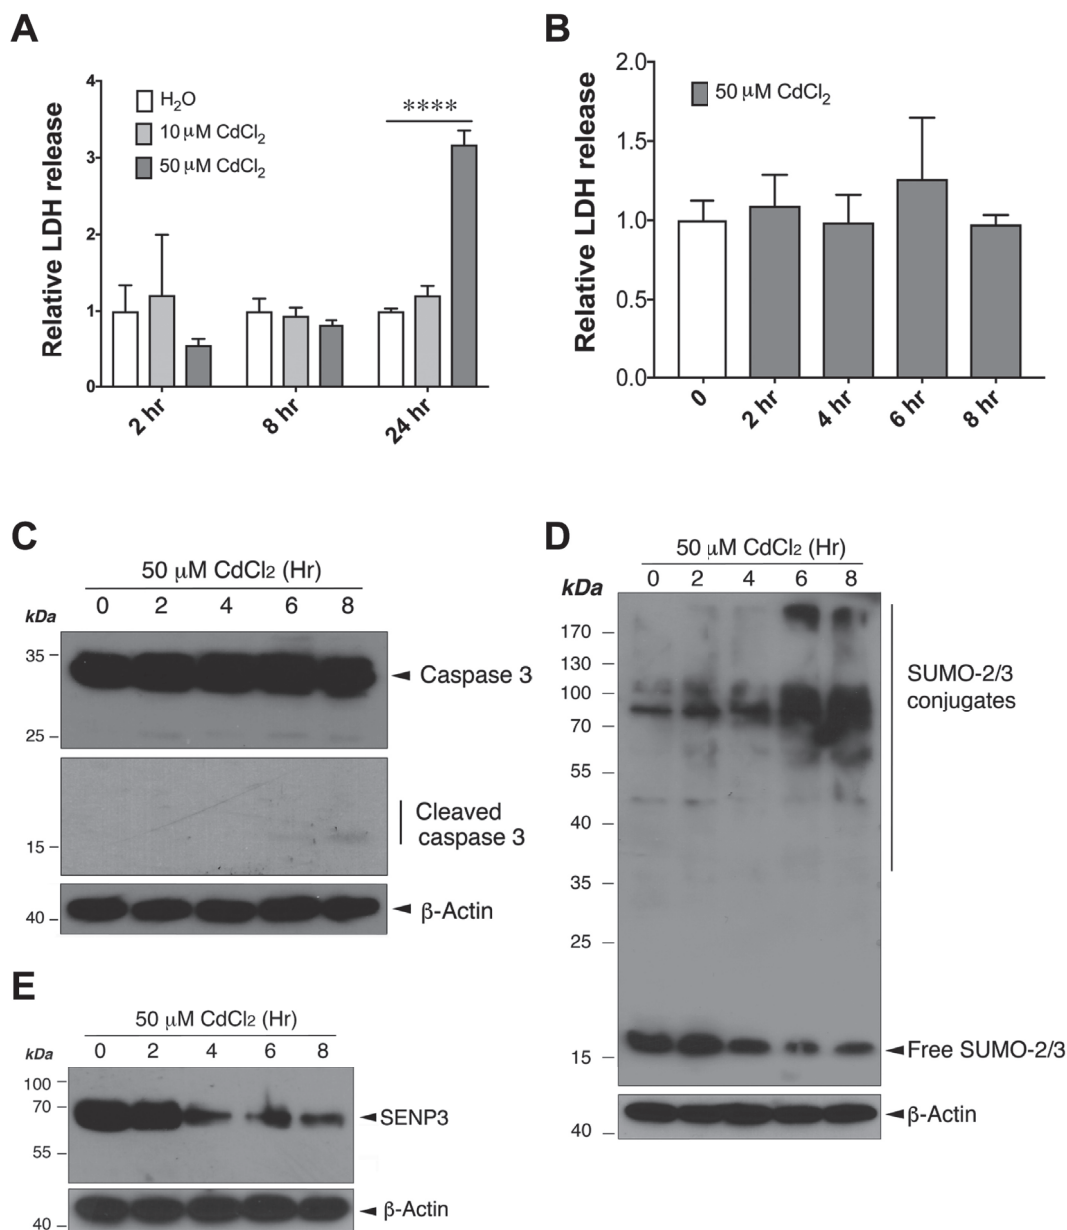 A
Relative LDH release
4
3
2
1
0
H₂O
10 μM CdCl₂
50 μM CdCl₂
****
2 hr
8 hr
24 hr
B
Relative LDH release
2.0
1.5
1.0
0.5
0.0
50 μM CdCl₂
0
2 hr
4 hr
6 hr
8 hr
C
50 μM CdCl₂ (Hr)
0 2 4 6 8
kDa
35
Caspase 3
25
Cleaved
caspase 3
15
40
β-Actin
D
50 μM CdCl₂ (Hr)
0 2 4 6 8
kDa
170
130
100
70
55
40
35
25
15
SUMO-2/3
conjugates
Free SUMO-2/3
β-Actin
40
E
50 μM CdCl₂ (Hr)
0 2 4 6 8
kDa
100
70
SENP3
55
β-Actin
40